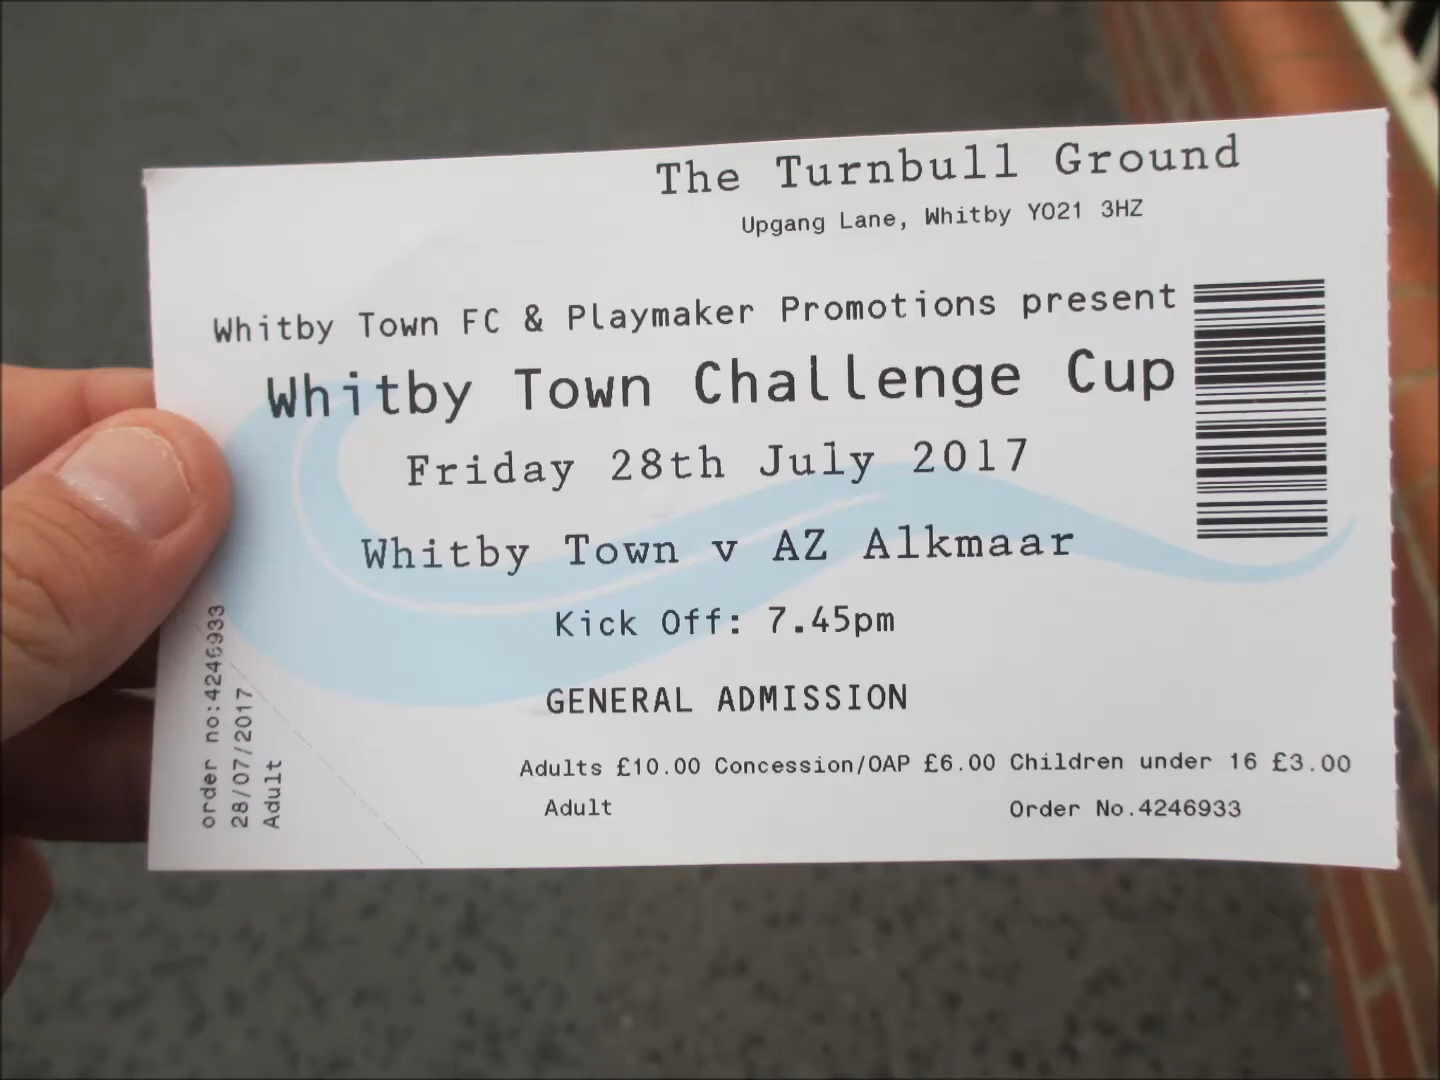 The Turnbull Ground
Upgang Lane, Whitby YO21 3HZ
Whitby Town FC & Playmaker Promotions present
Whitby Town Challenge Cup
Friday 28th July 2017
Whitby Town v AZ Alkmaar
Kick Off: 7.45pm
GENERAL ADMISSION
Adults £10.00 Concession/OAP £6.00 Children under 16 £3.00
Adult
Order No.4246933
order no:4246933
28/07/2017
Adult